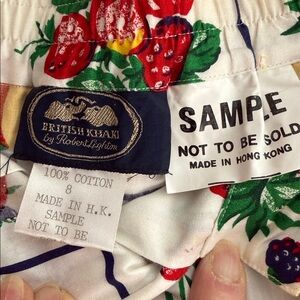 BRITISH KHAKI
by Robert Lighton
SAMPLE
NOT TO BE SOLD
MADE IN HONG KONG
100% COTTON
8
MADE IN H.K.
SAMPLE
NOT TO BE